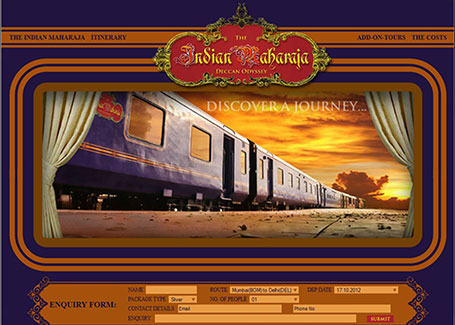 THE INDIAN MAHARAJA ITINERARY
ADD-ON-TOURS THE COSTS
THE
Indian Maharaja
DECCAN ODYSSEY
DISCOVER A JOURNEY...
ENQUIRY FORM:
NAME ROUTE Mumbai(BOM) to Delhi(DEL) DEP DATE 17.10.2012
PACKAGE TYPE Silver NO. OF PROPLE 01
CONTACT DETAILS Email Phone No
ENQUIRY SUBMIT